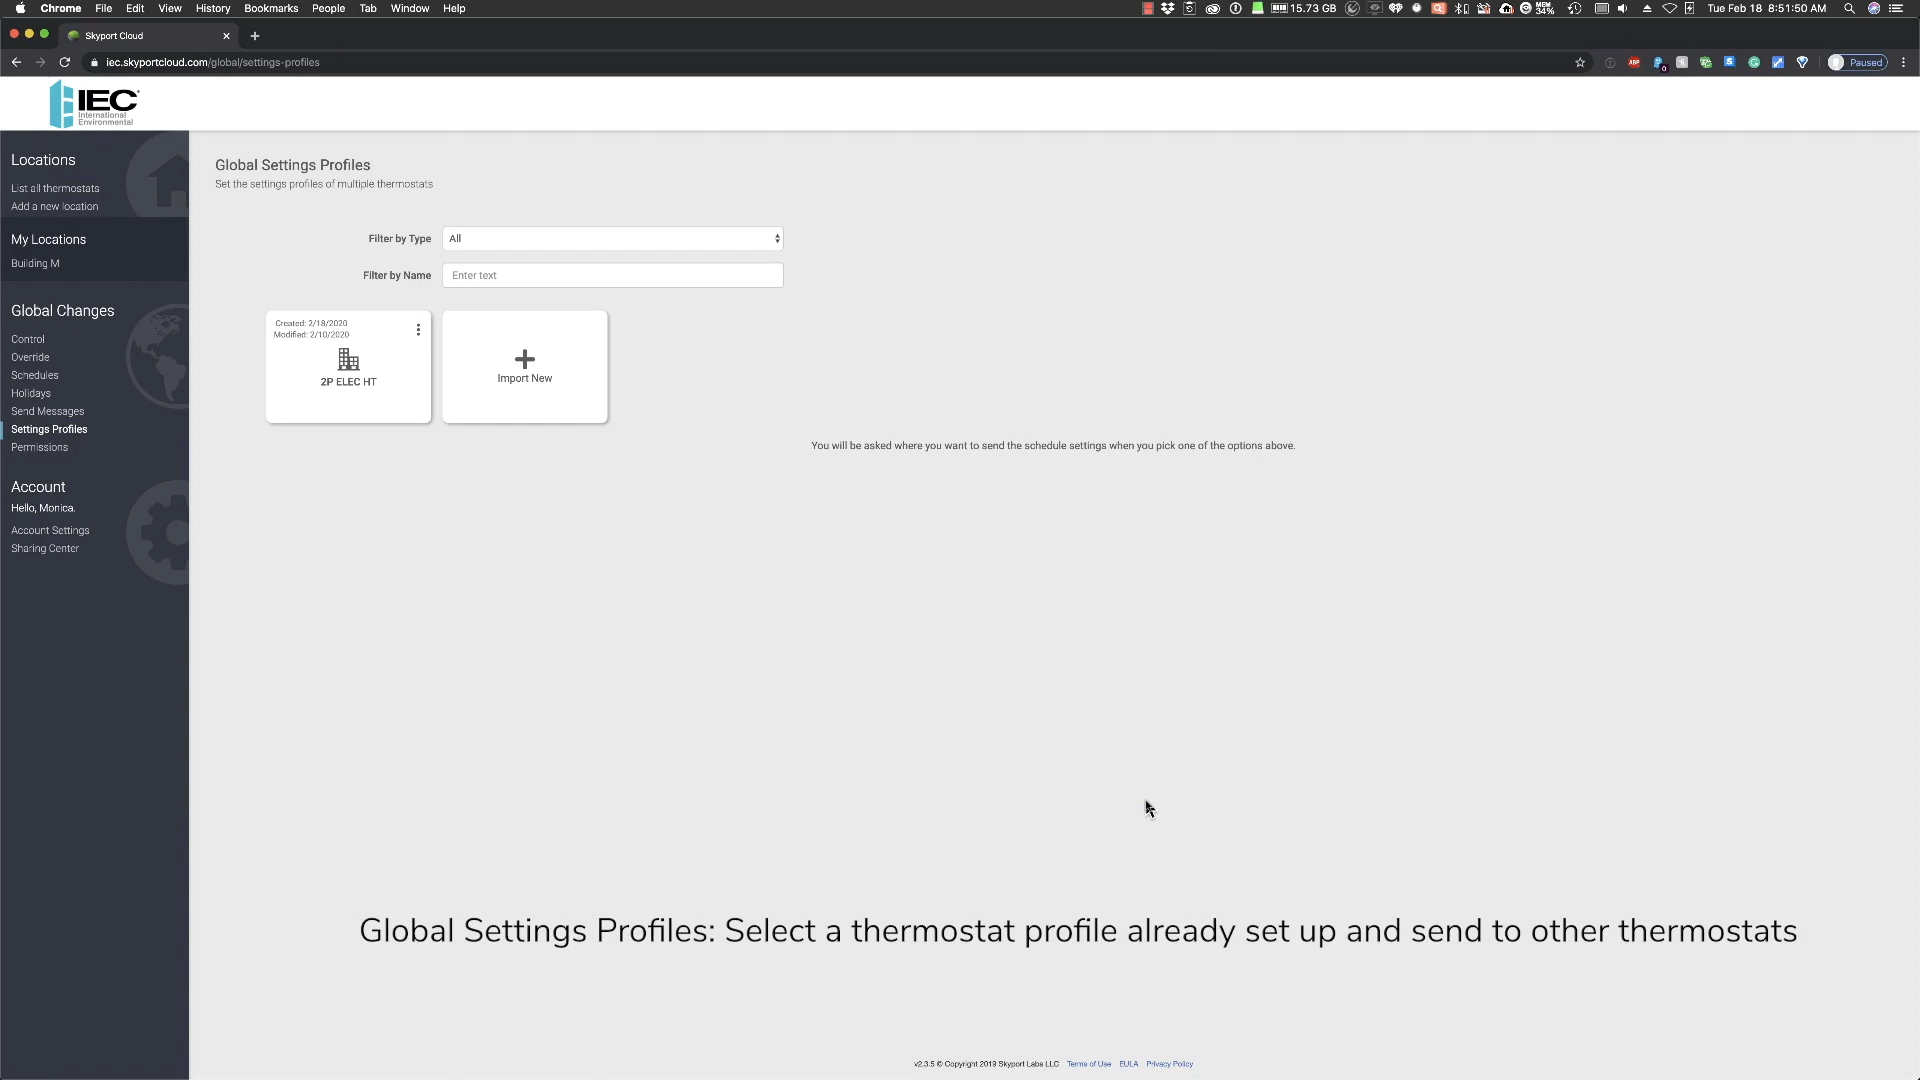 Chrome File Edit View History Bookmarks People Tab Window Help 15.73 GB MEM 34% Tue Feb 18 8:51:50 AM
Skyport Cloud
iec.skyportcloud.com/global/settings-profiles ABP 0 Paused
IEC
International
Environmental
Locations
List all thermostats
Add a new location
My Locations
Building M
Global Changes
Control
Override
Schedules
Holidays
Send Messages
Settings Profiles
Permissions
Account
Hello, Monica.
Account Settings
Sharing Center
Global Settings Profiles
Set the settings profiles of multiple thermostats
Filter by Type All
Filter by Name Enter text
Created: 2/18/2020
Modified: 2/10/2020
2P ELEC HT
Import New
You will be asked where you want to send the schedule settings when you pick one of the options above.
Global Settings Profiles: Select a thermostat profile already set up and send to other thermostats
v2.3.5 © Copyright 2019 Skyport Labs LLC Terms of Use EULA Privacy Policy